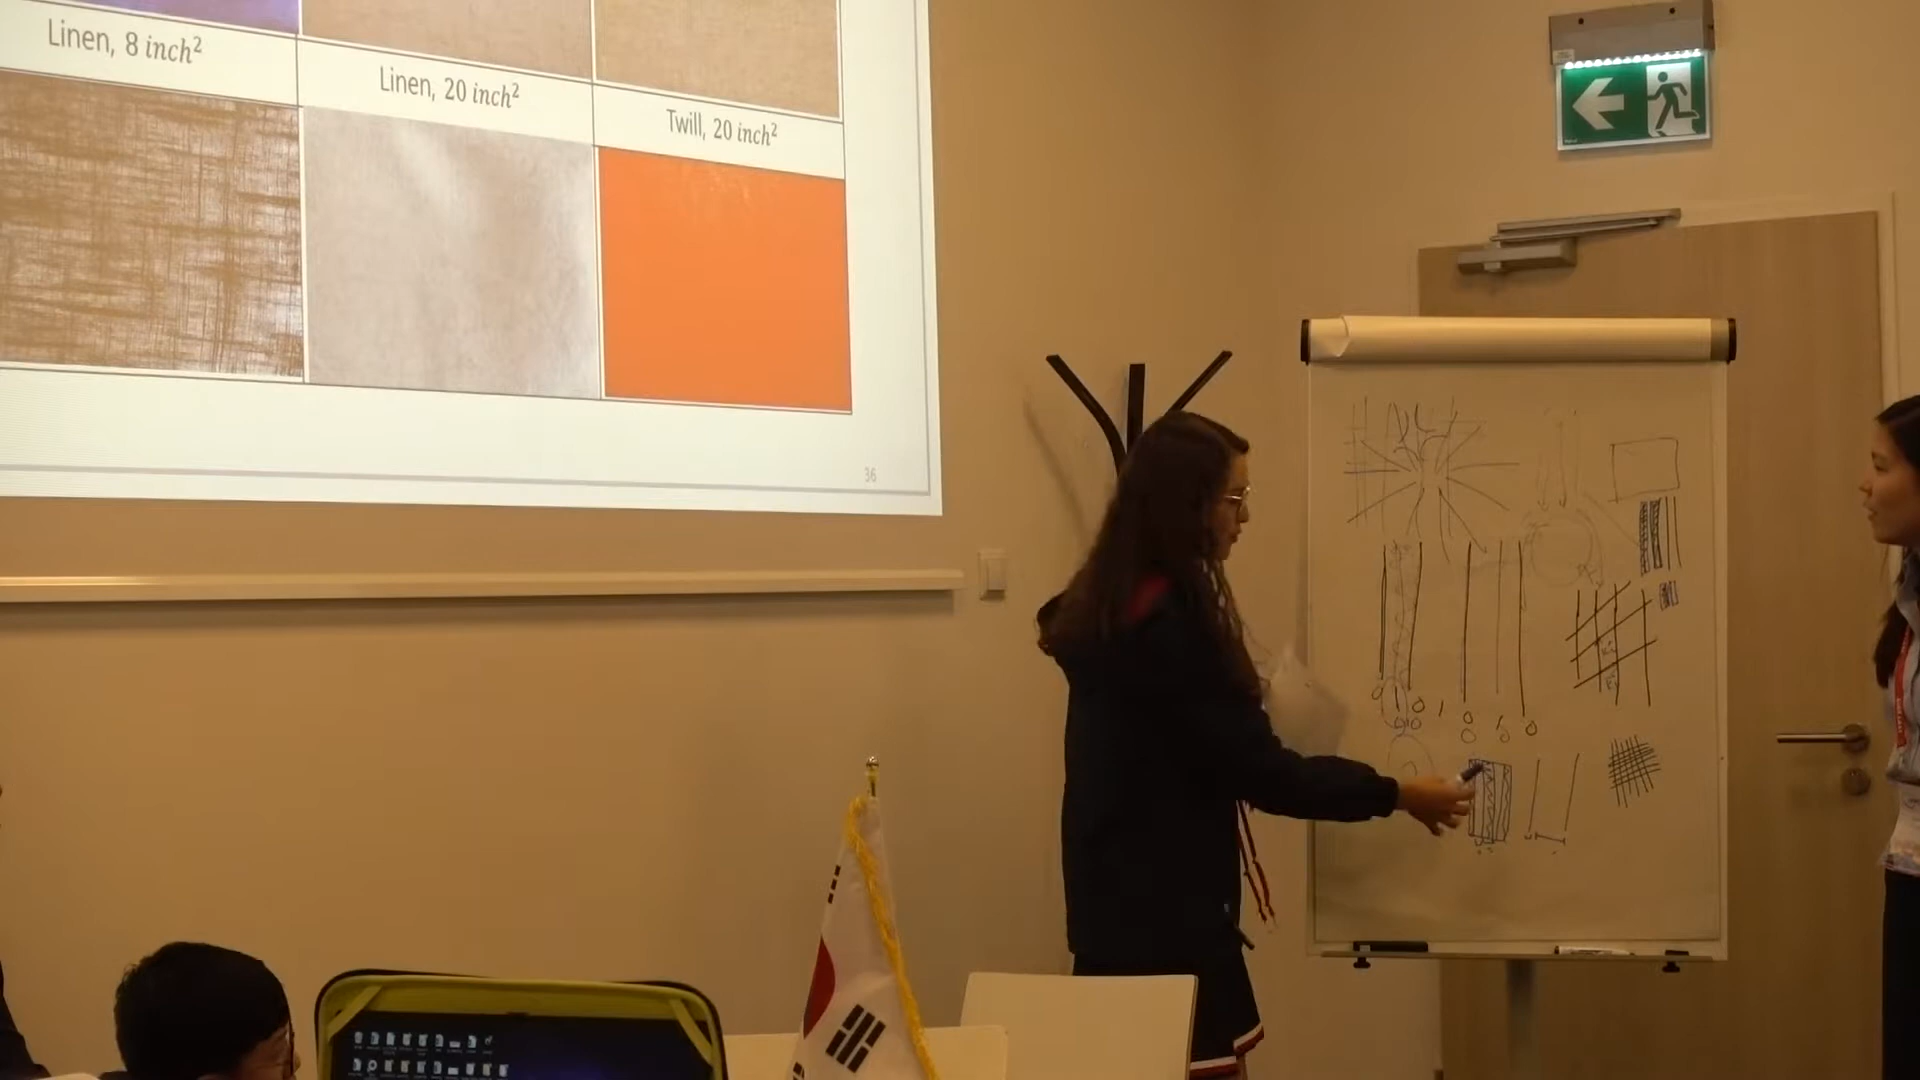 Linen, 8 inch²
Linen, 20 inch²
Twill, 20 inch²
36